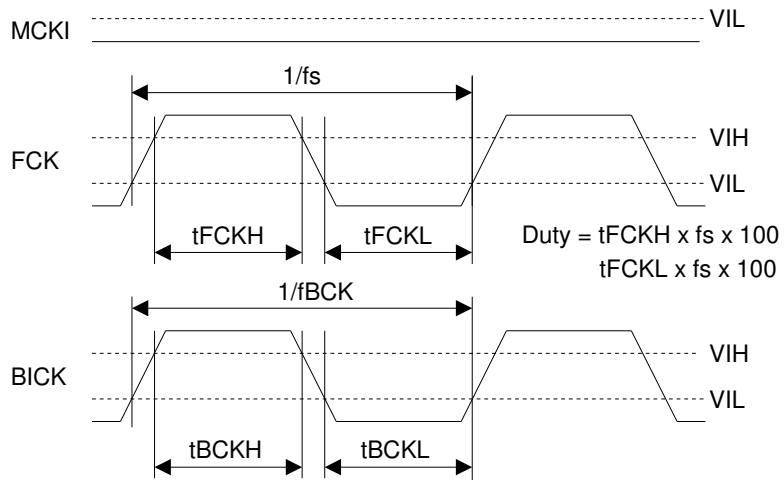 MCKI
VIL
1/fs
FCK
VIH
VIL
tFCKH
tFCKL
Duty = tFCKH x fs x 100
tFCKL x fs x 100
1/fBCK
BICK
VIH
VIL
tBCKH
tBCKL